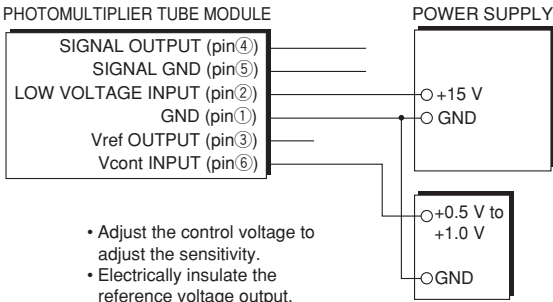 PHOTOMULTIPLIER TUBE MODULE
POWER SUPPLY
SIGNAL OUTPUT (pin④)
SIGNAL GND (pin⑤)
LOW VOLTAGE INPUT (pin②)
GND (pin①)
Vref OUTPUT (pin③)
Vcont INPUT (pin⑥)
+15 V
GND
+0.5 V to
+1.0 V
GND
• Adjust the control voltage to
adjust the sensitivity.
• Electrically insulate the
reference voltage output.